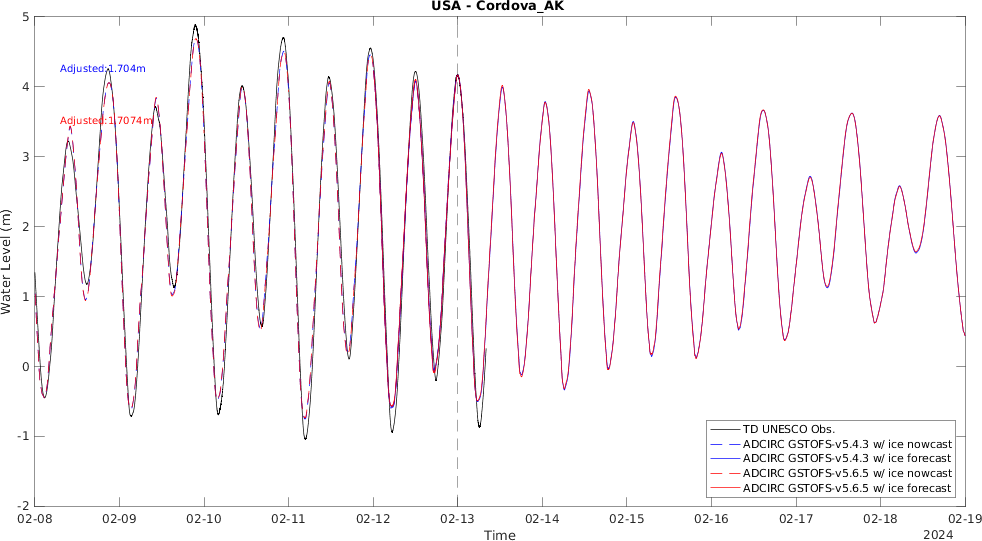 USA - Cordova_AK
Adjusted:1.704m
Adjusted:1.7074m
Water Level (m)
5
4
3
2
1
0
-1
-2
02-08 02-09 02-10 02-11 02-12 02-13 02-14 02-15 02-16 02-17 02-18 02-19
Time
2024
TD UNESCO Obs.
ADCIRC GSTOFS-v5.4.3 w/ ice nowcast
ADCIRC GSTOFS-v5.4.3 w/ ice forecast
ADCIRC GSTOFS-v5.6.5 w/ ice nowcast
ADCIRC GSTOFS-v5.6.5 w/ ice forecast